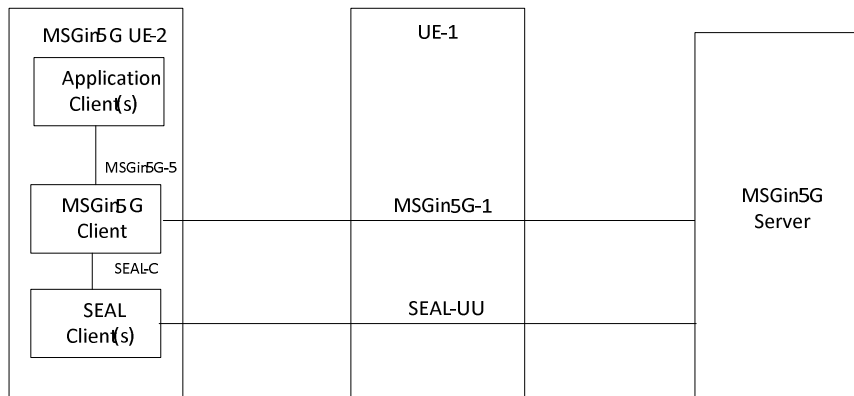 MSGin5G UE-2
UE-1
Application
Client(s)
MSGin5G-5
MSGin5G
Client
MSGin5G-1
MSGin5G
Server
SEAL-C
SEAL
Client(s)
SEAL-UU